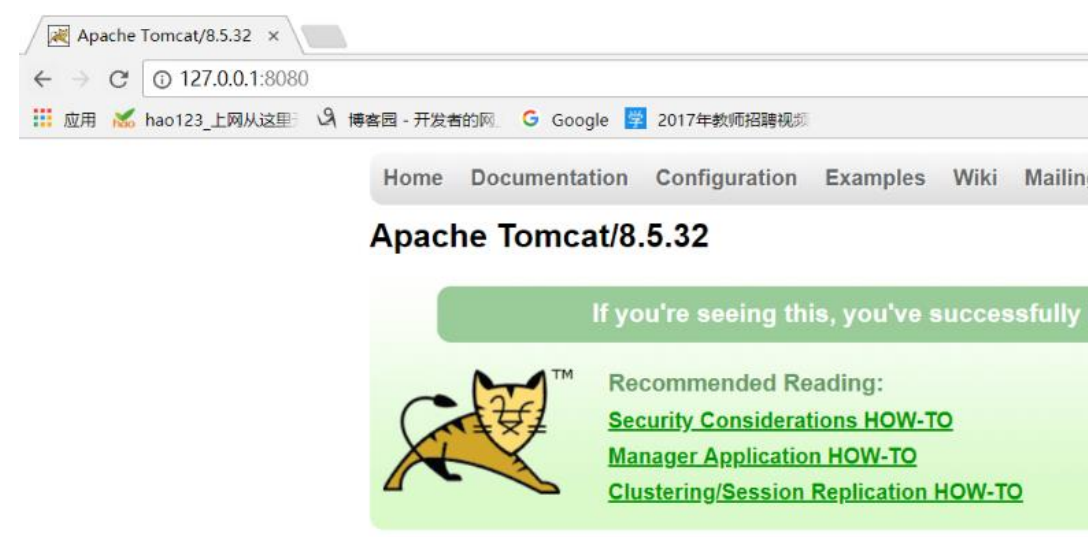 Apache Tomcat/8.5.32
127.0.0.1:8080
应用 hao123_上网从这里 博客园 - 开发者的网 Google 学 2017年教师招聘视频
Home Documentation Configuration Examples Wiki Mailing
Apache Tomcat/8.5.32
If you're seeing this, you've successfully
TM
Recommended Reading:
Security Considerations HOW-TO
Manager Application HOW-TO
Clustering/Session Replication HOW-TO